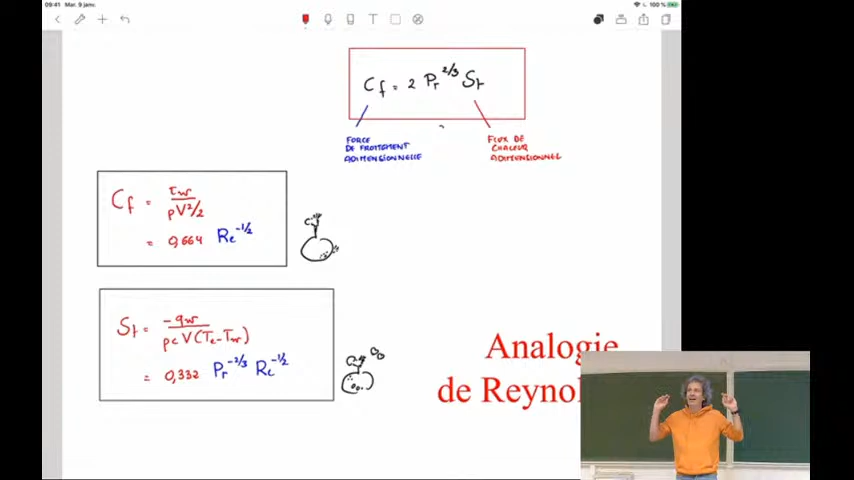 09:41 Mar. 9 janv.
100 %
T
Cf = 2 Pr^2/3 St
FORCE
DE FROTTEMENT
ADIMENSIONNELLE
FLUX DE
CHALEUR
ADIMENSIONNEL
Cf = τw / ρV²/2
= 0,664 Re^-1/2
St = -qw / ρcV(Te-Tw)
= 0,332 Pr^-2/3 Re^-1/2
Analogie
de Reynol